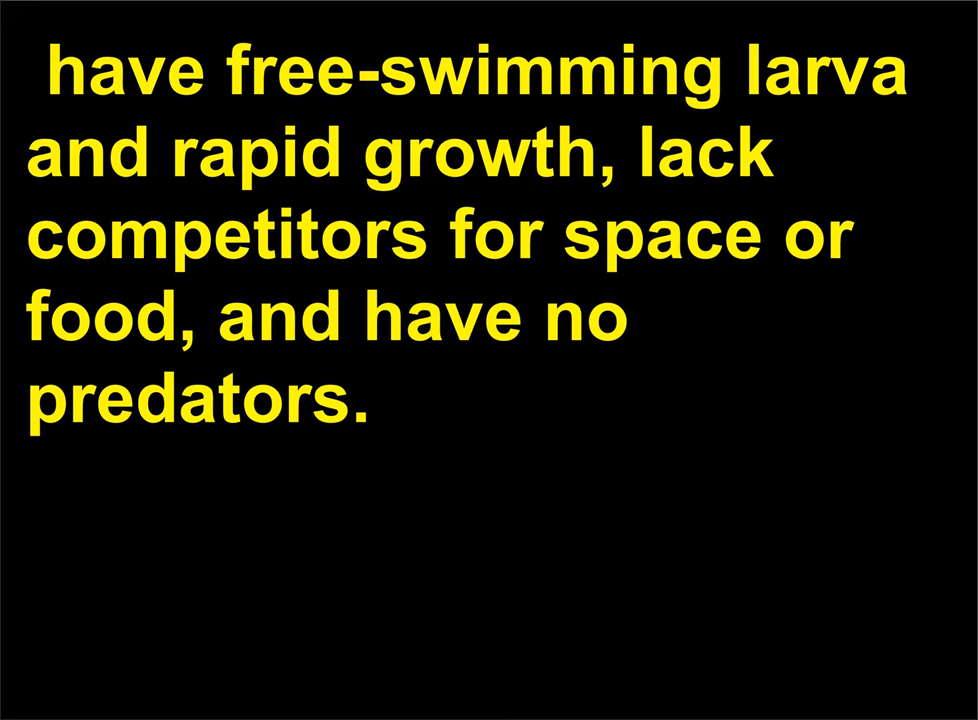 have free-swimming larva
and rapid growth, lack
competitors for space or
food, and have no
predators.